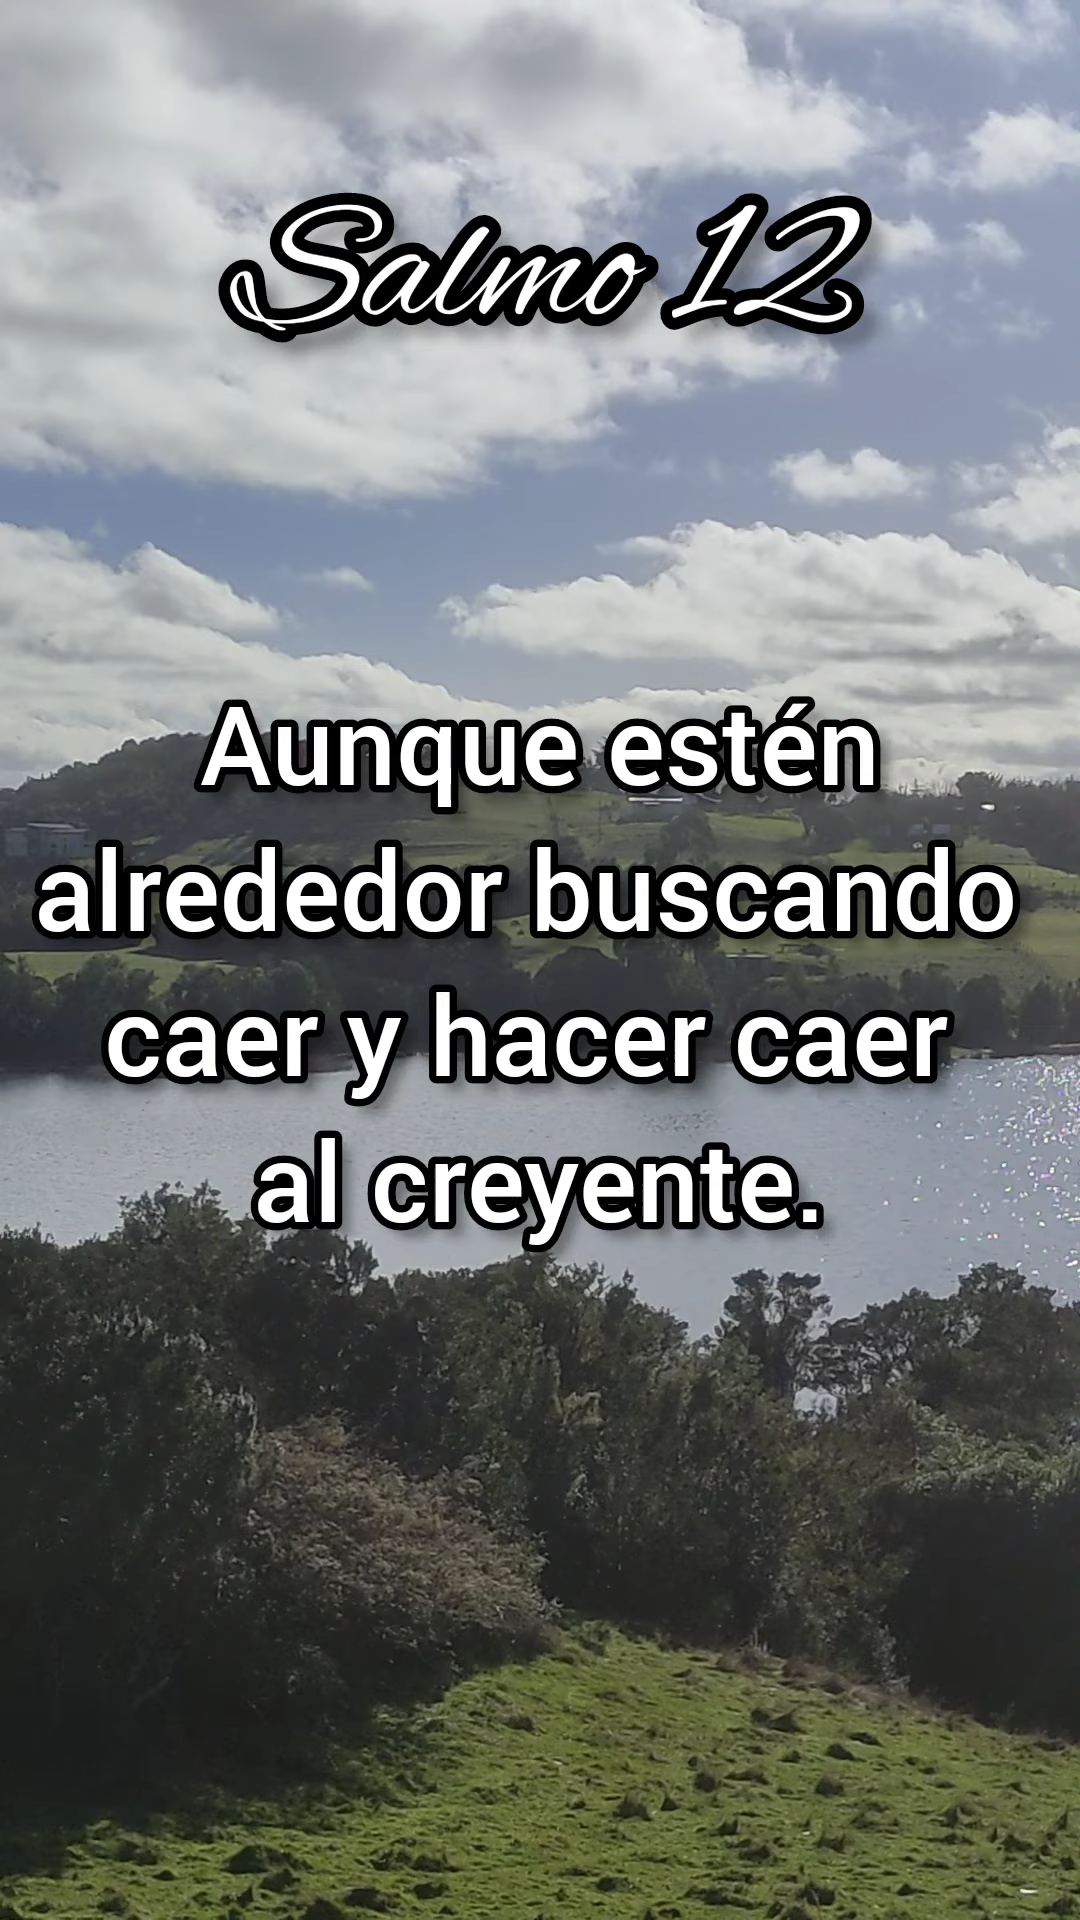 Salmo 12
Aunque estén
alrededor buscando
caer y hacer caer
al creyente.